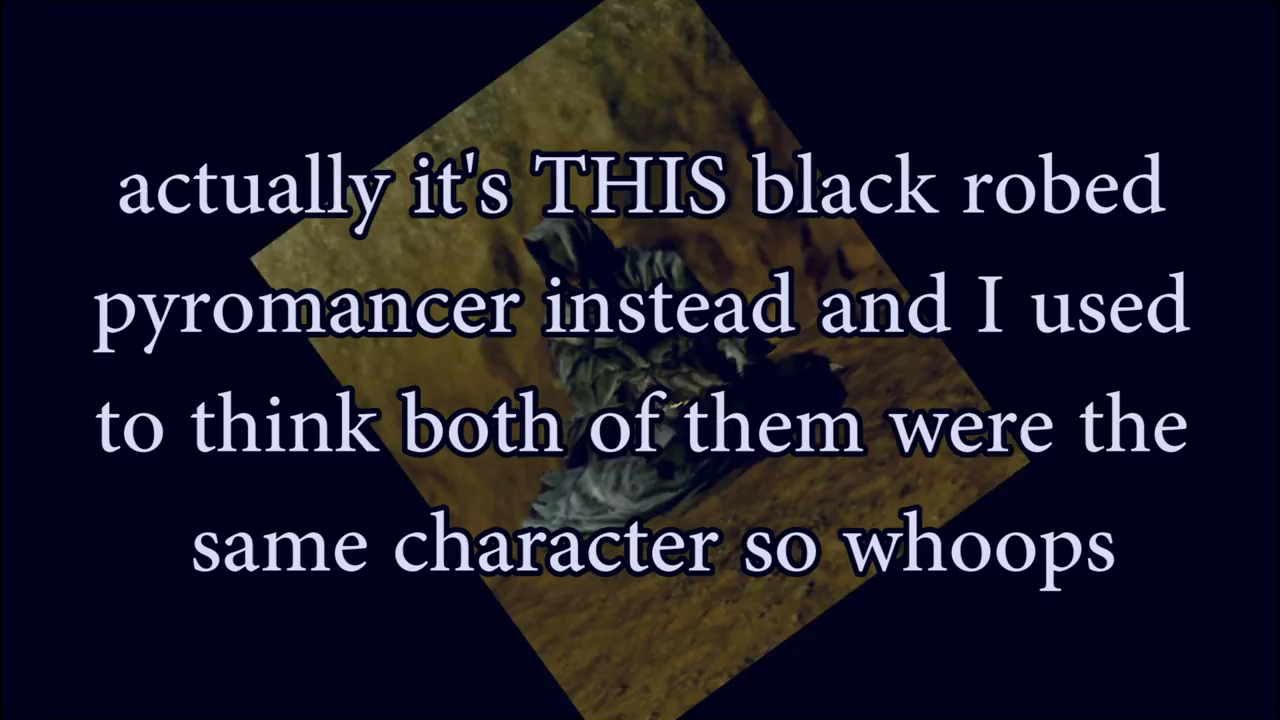 actually it's THIS black robed
pyromancer instead and I used
to think both of them were the
same character so whoops